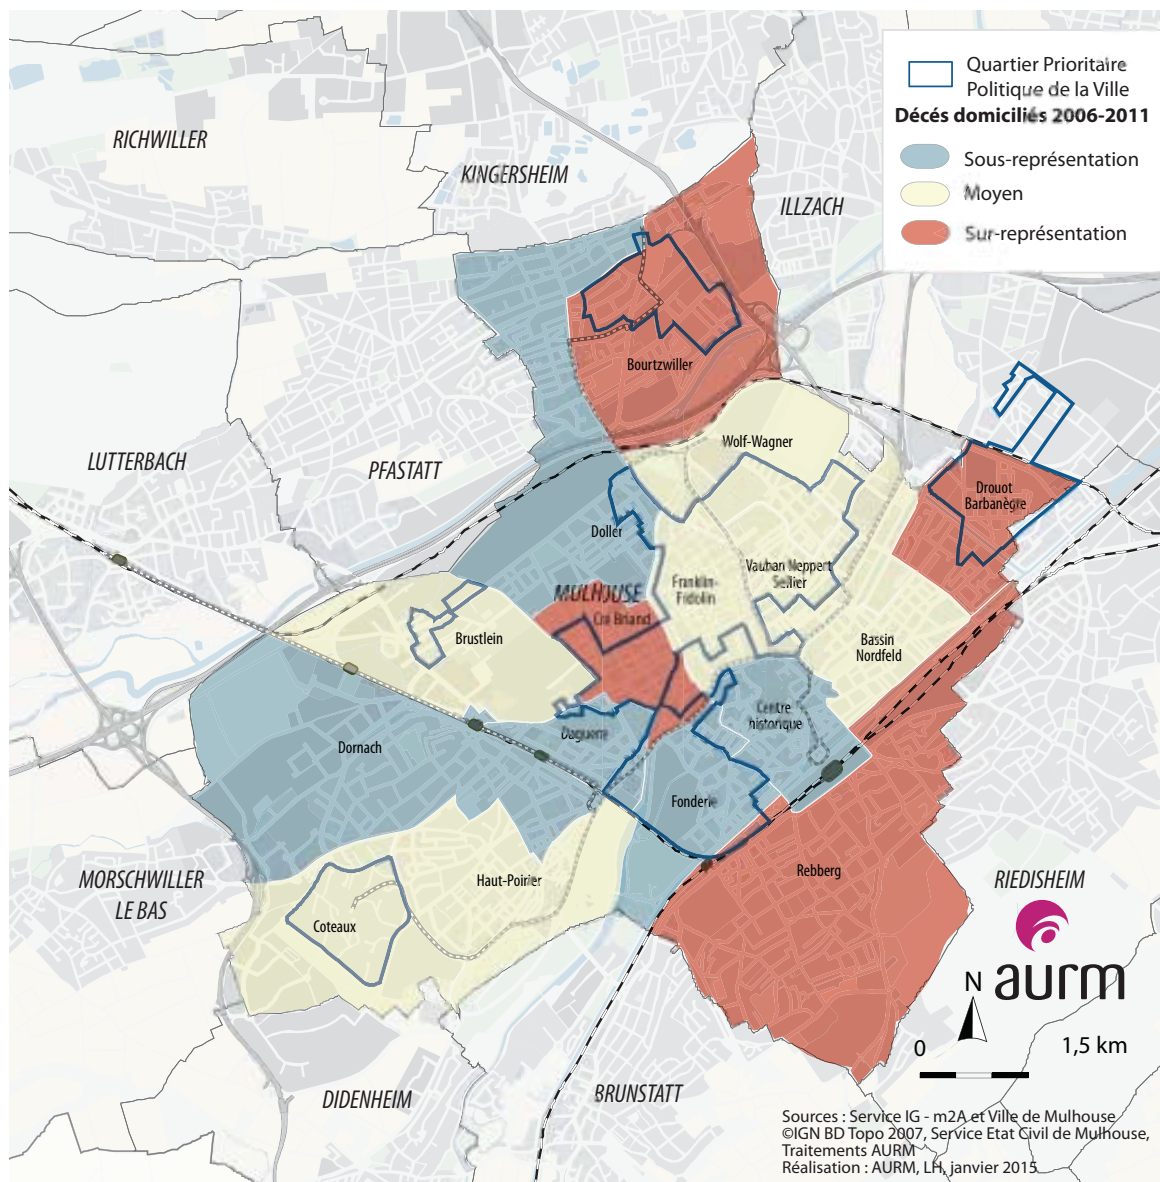 Quartier Prioritaire
Politique de la Ville
Décés domiciliés 2006-2011
Sous-représentation
Moyen
Sur-représentation
RICHWILLER
KINGERSHEIM
ILLZACH
Bourtzwiller
LUTTERBACH
PFASTATT
Wolf-Wagner
Drouot
Barbanègre
Doller
MULHOUSE
Cité Briand
Franklin-
Fridolin
Vauban Neppert
Sellier
Brustlein
Bassin
Nordfeld
Dornach
Daguerre
Centre
historique
Fonderie
Rebberg
MORSCHWILLER
LE BAS
Haut-Poirier
Coteaux
RIEDISHEIM
aurm
N
0
1,5 km
DIDENHEIM
BRUNSTATT
Sources : Service IG - m2A et Ville de Mulhouse
©IGN BD Topo 2007, Service Etat Civil de Mulhouse,
Traitements AURM
Réalisation : AURM, LH, janvier 2015